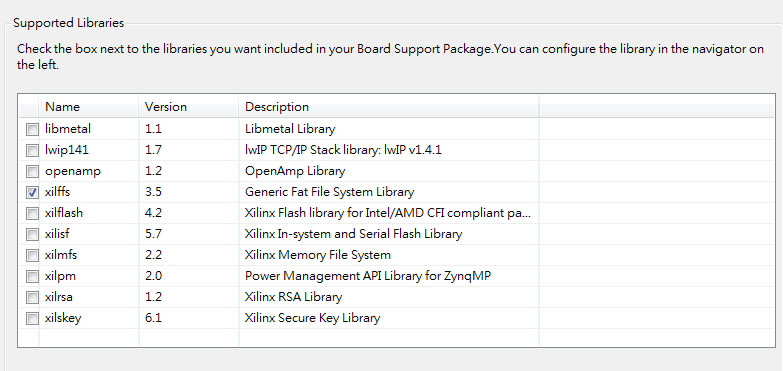 Supported Libraries
Check the box next to the libraries you want included in your Board Support Package.You can configure the library in the navigator on
the left.
Name Version Description
libmetal 1.1 Libmetal Library
lwip141 1.7 lwIP TCP/IP Stack library: lwIP v1.4.1
openamp 1.2 OpenAmp Library
xilffs 3.5 Generic Fat File System Library
xilflash 4.2 Xilinx Flash library for Intel/AMD CFI compliant pa...
xilisf 5.7 Xilinx In-system and Serial Flash Library
xilmfs 2.2 Xilinx Memory File System
xilpm 2.0 Power Management API Library for ZynqMP
xilrsa 1.2 Xilinx RSA Library
xilskey 6.1 Xilinx Secure Key Library